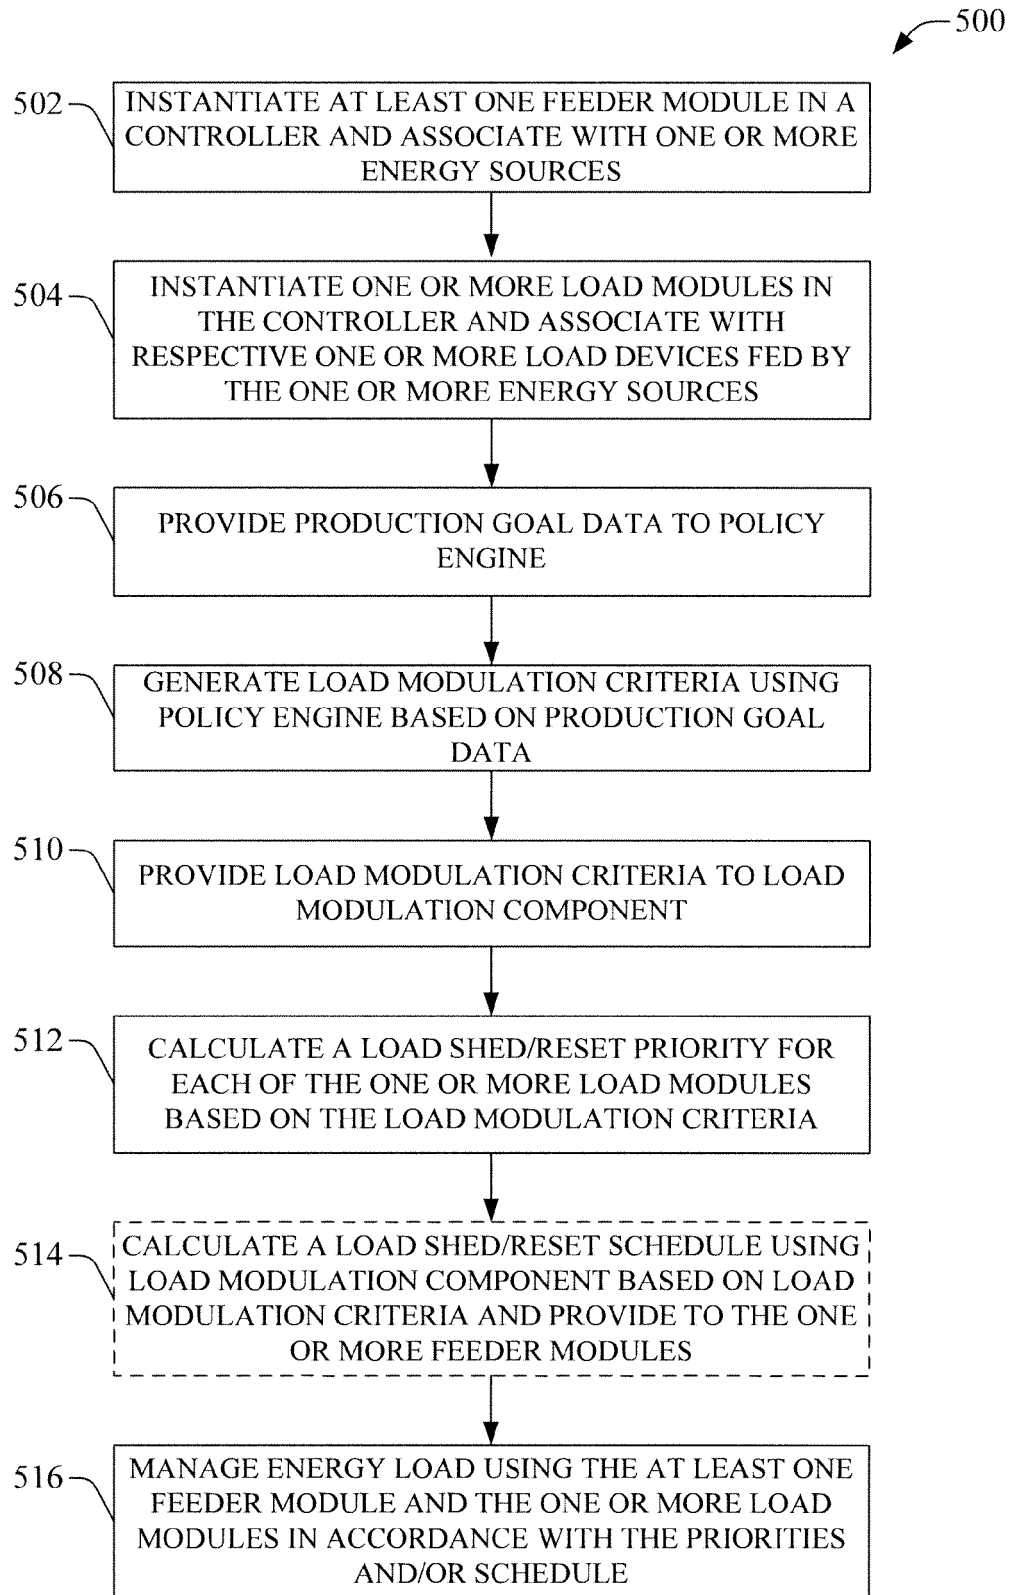 500
502
INSTANTIATE AT LEAST ONE FEEDER MODULE IN A
CONTROLLER AND ASSOCIATE WITH ONE OR MORE
ENERGY SOURCES
504
INSTANTIATE ONE OR MORE LOAD MODULES IN
THE CONTROLLER AND ASSOCIATE WITH
RESPECTIVE ONE OR MORE LOAD DEVICES FED BY
THE ONE OR MORE ENERGY SOURCES
506
PROVIDE PRODUCTION GOAL DATA TO POLICY
ENGINE
508
GENERATE LOAD MODULATION CRITERIA USING
POLICY ENGINE BASED ON PRODUCTION GOAL
DATA
510
PROVIDE LOAD MODULATION CRITERIA TO LOAD
MODULATION COMPONENT
512
CALCULATE A LOAD SHED/RESET PRIORITY FOR
EACH OF THE ONE OR MORE LOAD MODULES
BASED ON THE LOAD MODULATION CRITERIA
514
CALCULATE A LOAD SHED/RESET SCHEDULE USING
LOAD MODULATION COMPONENT BASED ON LOAD
MODULATION CRITERIA AND PROVIDE TO THE ONE
OR MORE FEEDER MODULES
516
MANAGE ENERGY LOAD USING THE AT LEAST ONE
FEEDER MODULE AND THE ONE OR MORE LOAD
MODULES IN ACCORDANCE WITH THE PRIORITIES
AND/OR SCHEDULE